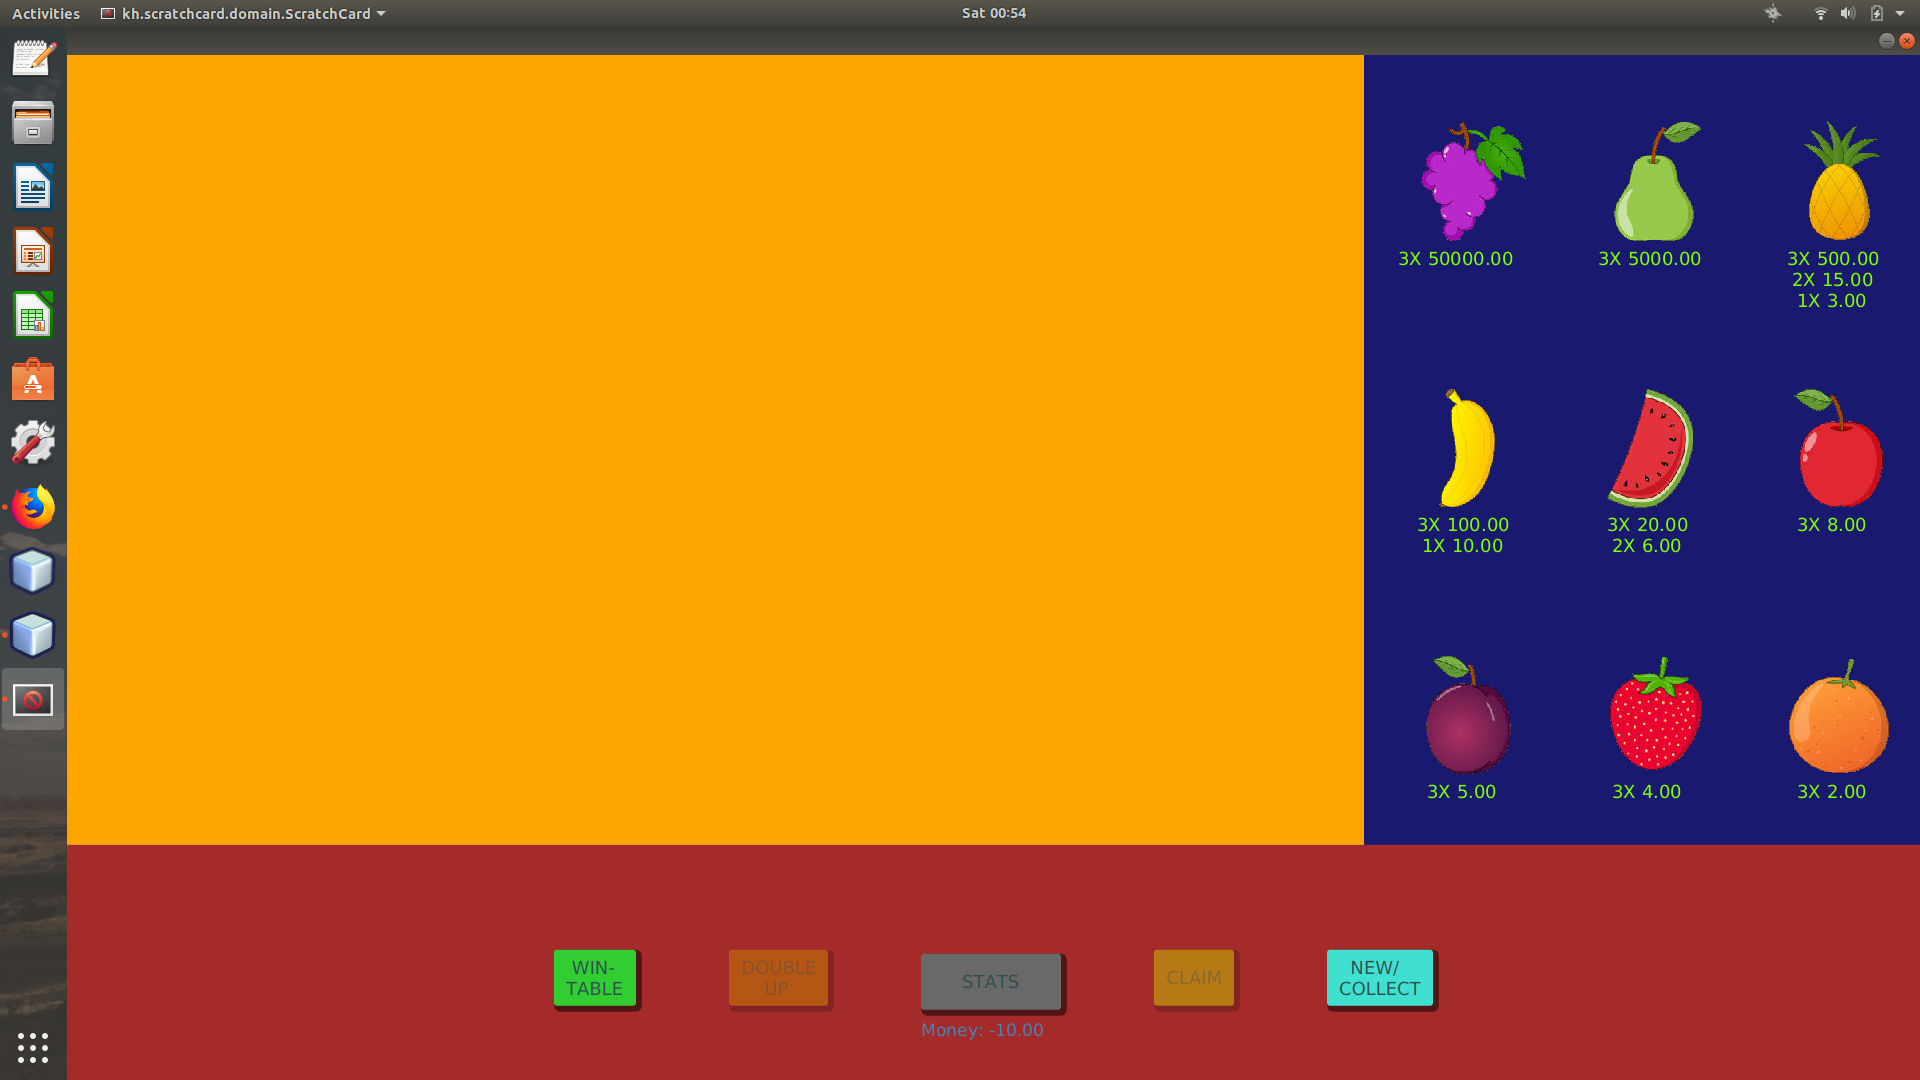 Activities
kh.scratchcard.domain.ScratchCard
Sat 00:54
3X 50000.00
3X 5000.00
3X 500.00
2X 15.00
1X 3.00
3X 100.00
1X 10.00
3X 20.00
2X 6.00
3X 8.00
3X 5.00
3X 4.00
3X 2.00
WIN-
TABLE
DOUBLE
UP
STATS
CLAIM
NEW/
COLLECT
Money: -10.00